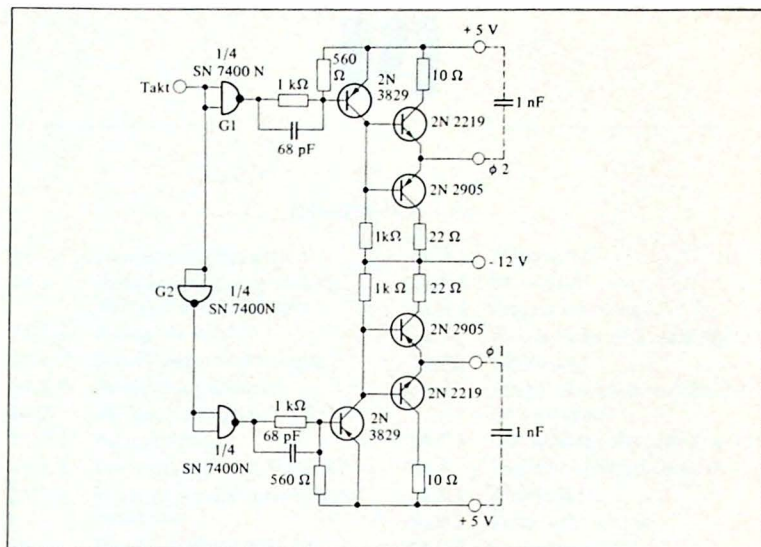 1/4
SN 7400 N
Takt
G1
1 kΩ
68 pF
560
Ω
2N
3829
+ 5 V
10 Ω
2N 2219
1 nF
ϕ 2
2N 2905
1kΩ
22 Ω
- 12 V
1 kΩ
22 Ω
G2
1/4
SN 7400N
2N 2905
ϕ 1
2N 2219
1 kΩ
68 pF
2N
3829
1 nF
1/4
SN 7400N
560 Ω
10 Ω
+ 5 V